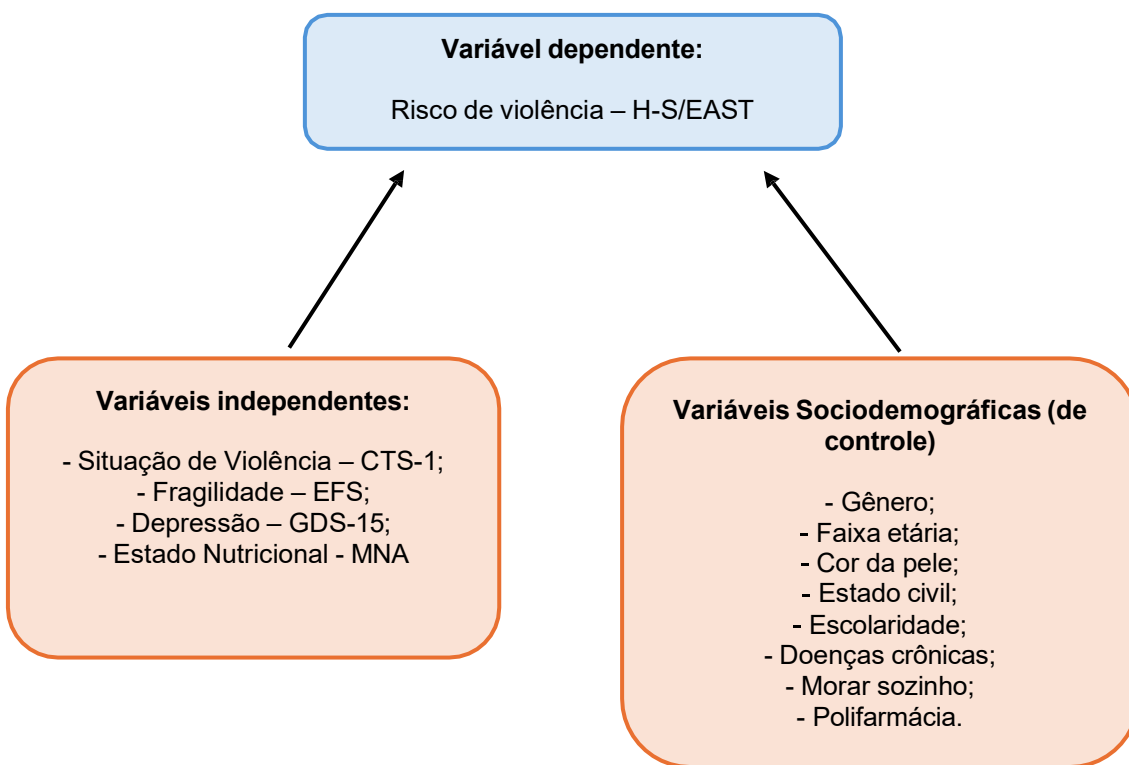 Variável dependente:
Risco de violência – H-S/EAST
Variáveis independentes:
- Situação de Violência – CTS-1;
- Fragilidade – EFS;
- Depressão – GDS-15;
- Estado Nutricional - MNA
Variáveis Sociodemográficas (de
controle)
- Gênero;
- Faixa etária;
- Cor da pele;
- Estado civil;
- Escolaridade;
- Doenças crônicas;
- Morar sozinho;
- Polifarmácia.